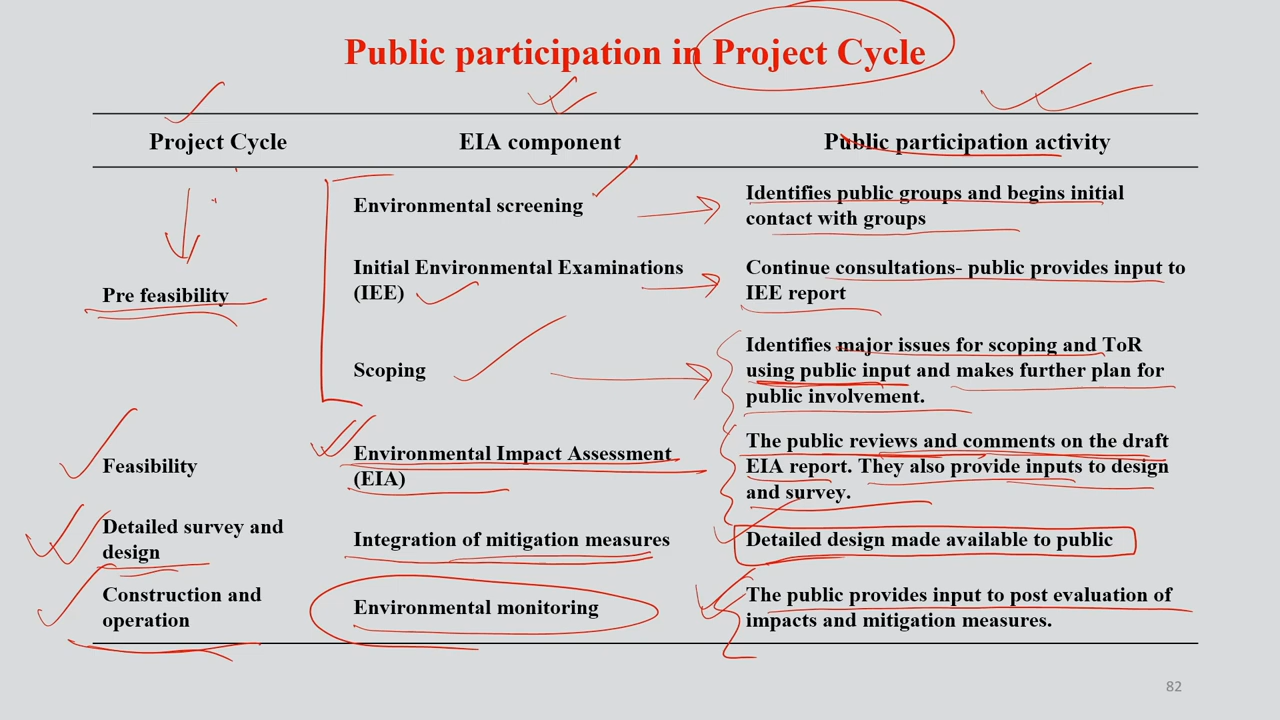 Public participation in Project Cycle
Project Cycle EIA component Public participation activity
Environmental screening
Identifies public groups and begins initial
contact with groups
Pre feasibility
Initial Environmental Examinations
(IEE)
Continue consultations- public provides input to
IEE report
Scoping
Identifies major issues for scoping and ToR
using public input and makes further plan for
public involvement.
Feasibility
Environmental Impact Assessment
(EIA)
The public reviews and comments on the draft
EIA report. They also provide inputs to design
and survey.
Detailed survey and
design
Integration of mitigation measures
Detailed design made available to public
Construction and
operation
Environmental monitoring
The public provides input to post evaluation of
impacts and mitigation measures.
82